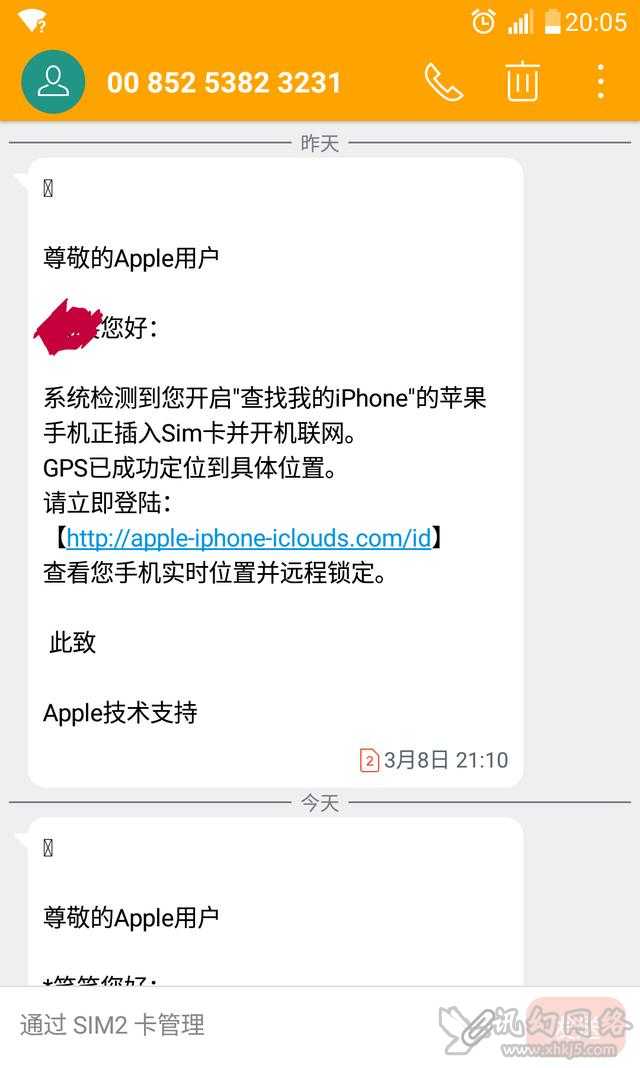 20:05
00 852 5382 3231
昨天
尊敬的Apple用户
您好：
系统检测到您开启"查找我的iPhone"的苹果
手机正插入Sim卡并开机联网。
GPS已成功定位到具体位置。
请立即登陆：
【http://apple-iphone-iclouds.com/id】
查看您手机实时位置并远程锁定。
此致
Apple技术支持
2 3月8日 21:10
今天
尊敬的Apple用户
*笑笑您好：
通过 SIM2 卡管理
讯幻网络
www.xhkj5.com